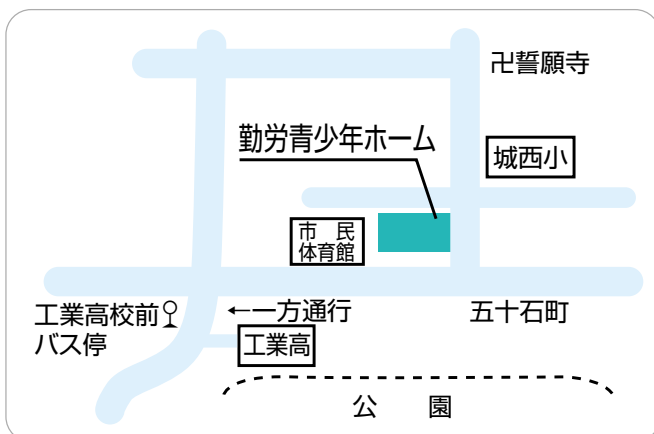 卍誓願寺
勤労青少年ホーム
城西小
市　民
体育館
工業高校前
バス停
←一方通行
五十石町
工業高
公　園